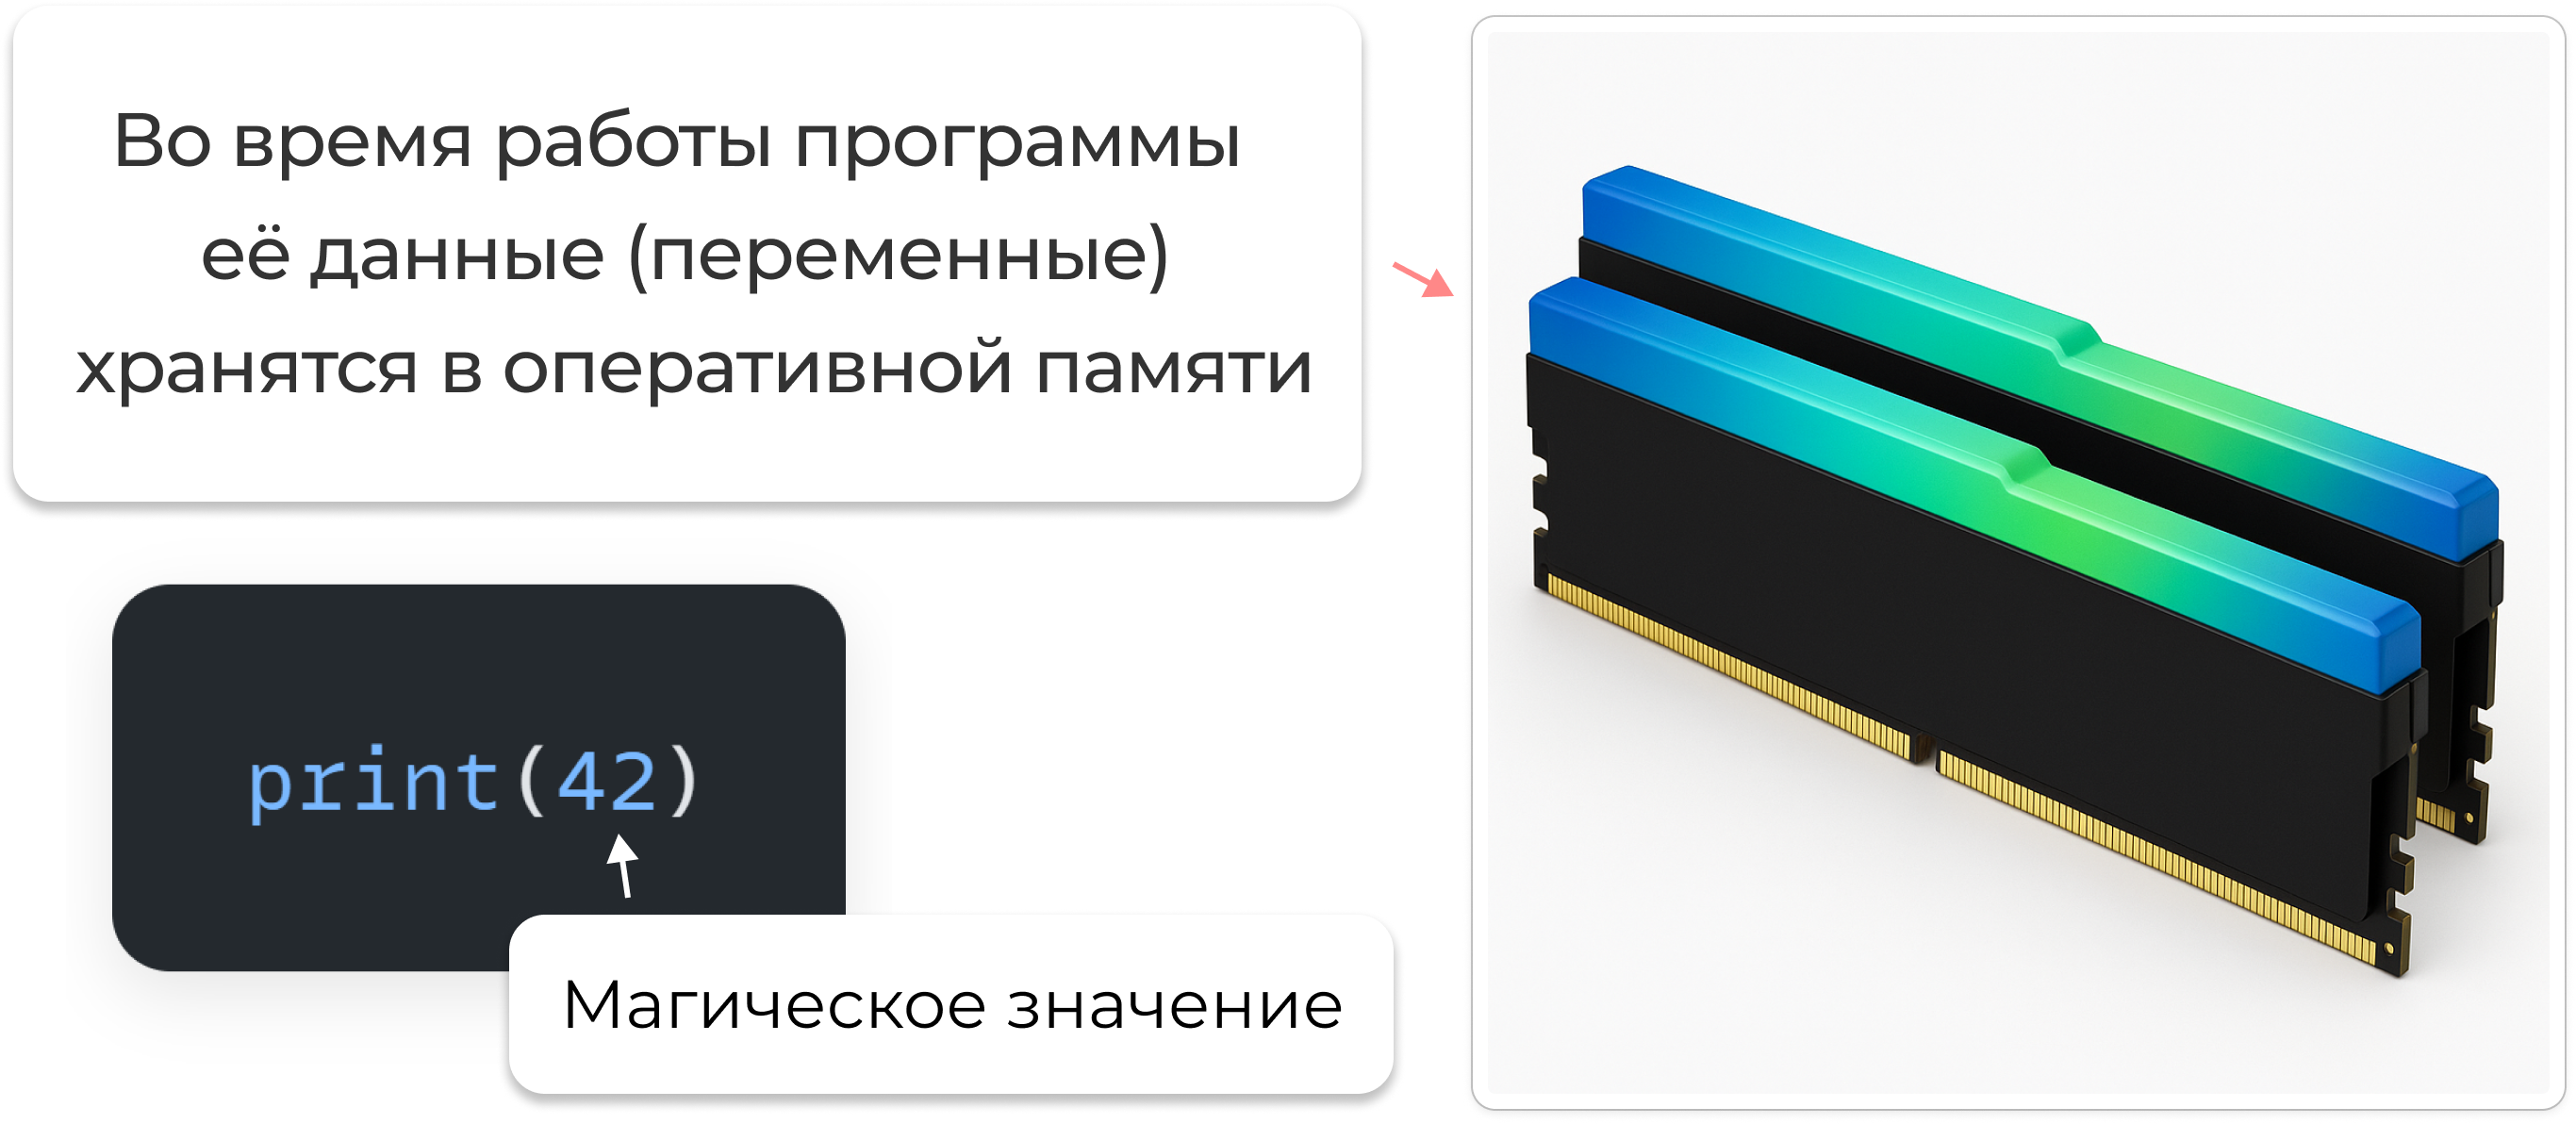 Во время работы программы
её данные (переменные)
хранятся в оперативной памяти
print(42)
Магическое значение